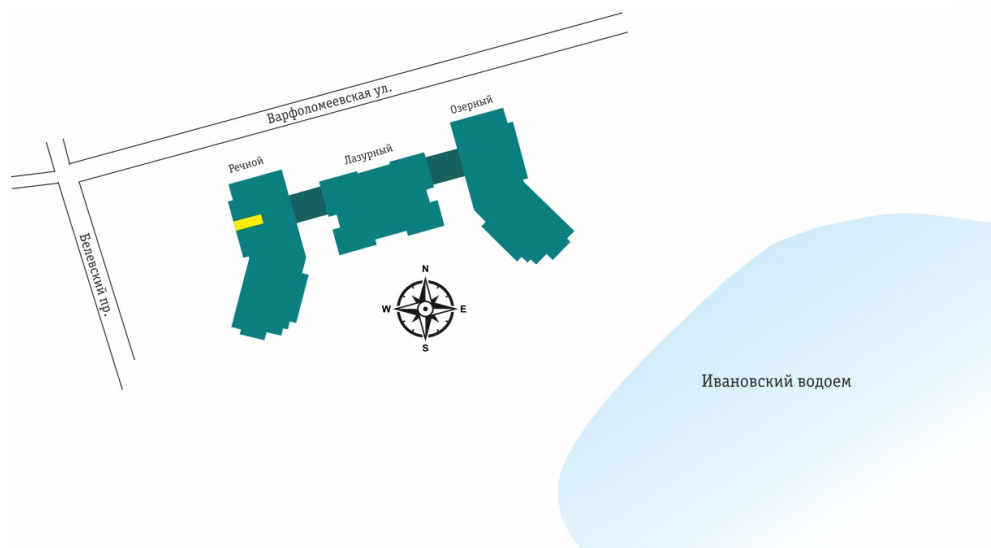 Варфоломеевская ул.
Озерный
Лазурный
Речной
Белевский пр.
N
W
E
S
Ивановский водоем